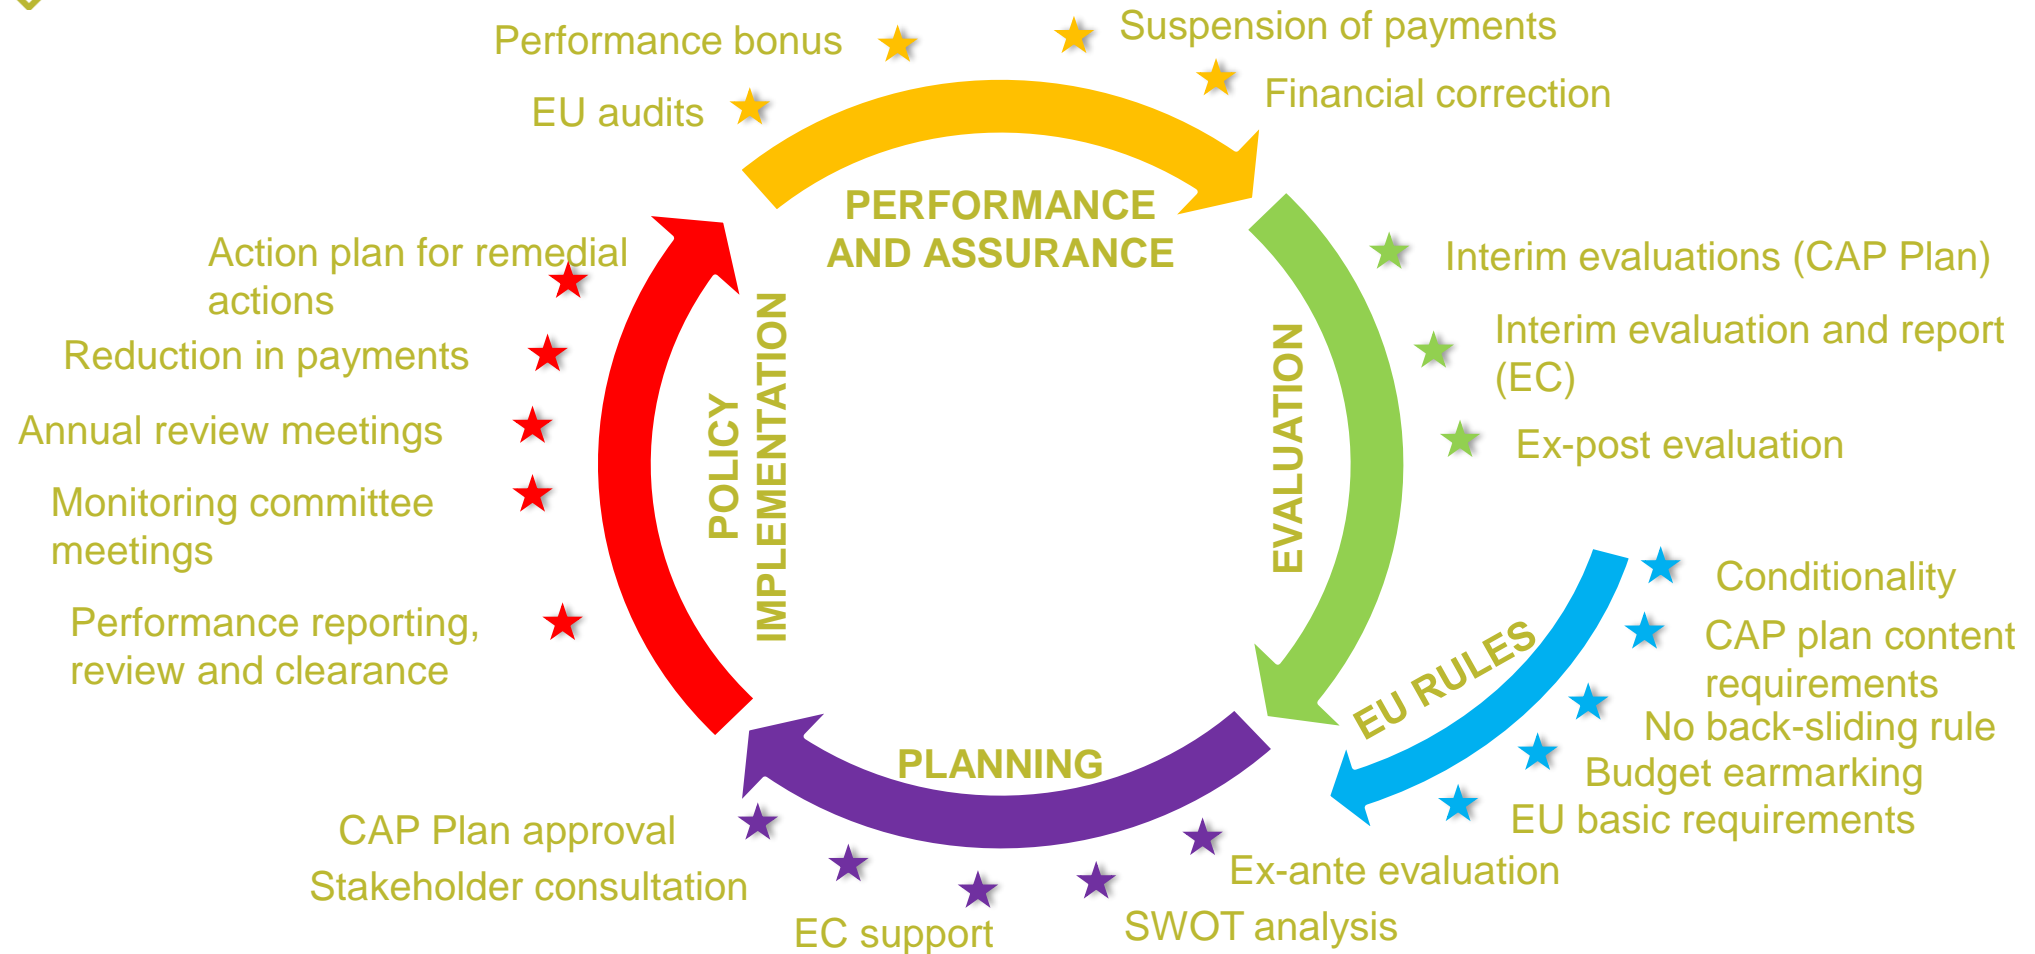 Performance bonus
Suspension of payments
EU audits
Financial correction
PERFORMANCE
AND ASSURANCE
Action plan for remedial
actions
Reduction in payments
Annual review meetings
Monitoring committee
meetings
Performance reporting,
review and clearance
POLICY
IMPLEMENTATION
EVALUATION
Interim evaluations (CAP Plan)
Interim evaluation and report
(EC)
Ex-post evaluation
EU RULES
Conditionality
CAP plan content
requirements
No back-sliding rule
Budget earmarking
EU basic requirements
PLANNING
CAP Plan approval
Stakeholder consultation
EC support
SWOT analysis
Ex-ante evaluation